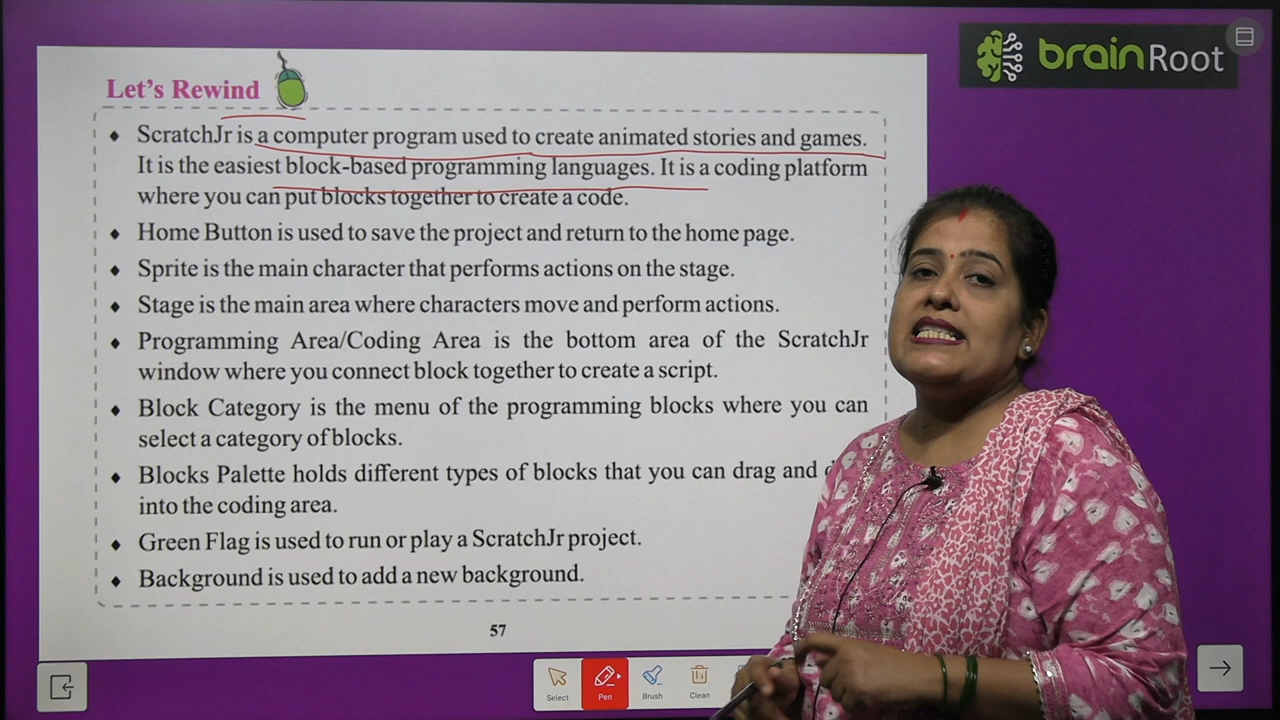 brainRoot
Let's Rewind
ScratchJr is a computer program used to create animated stories and games.
It is the easiest block-based programming languages. It is a coding platform
where you can put blocks together to create a code.
Home Button is used to save the project and return to the home page.
Sprite is the main character that performs actions on the stage.
Stage is the main area where characters move and perform actions.
Programming Area/Coding Area is the bottom area of the ScratchJr
window where you connect block together to create a script.
Block Category is the menu of the programming blocks where you can
select a category of blocks.
Blocks Palette holds different types of blocks that you can drag and
into the coding area.
Green Flag is used to run or play a ScratchJr project.
Background is used to add a new background.
57
Select
Pen
Brush
Clean